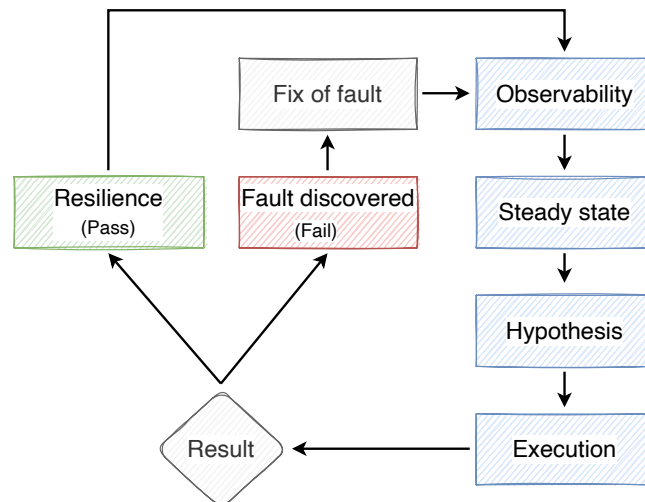 Fix of fault
Observability
Resilience
(Pass)
Fault discovered
(Fail)
Steady state
Hypothesis
Result
Execution